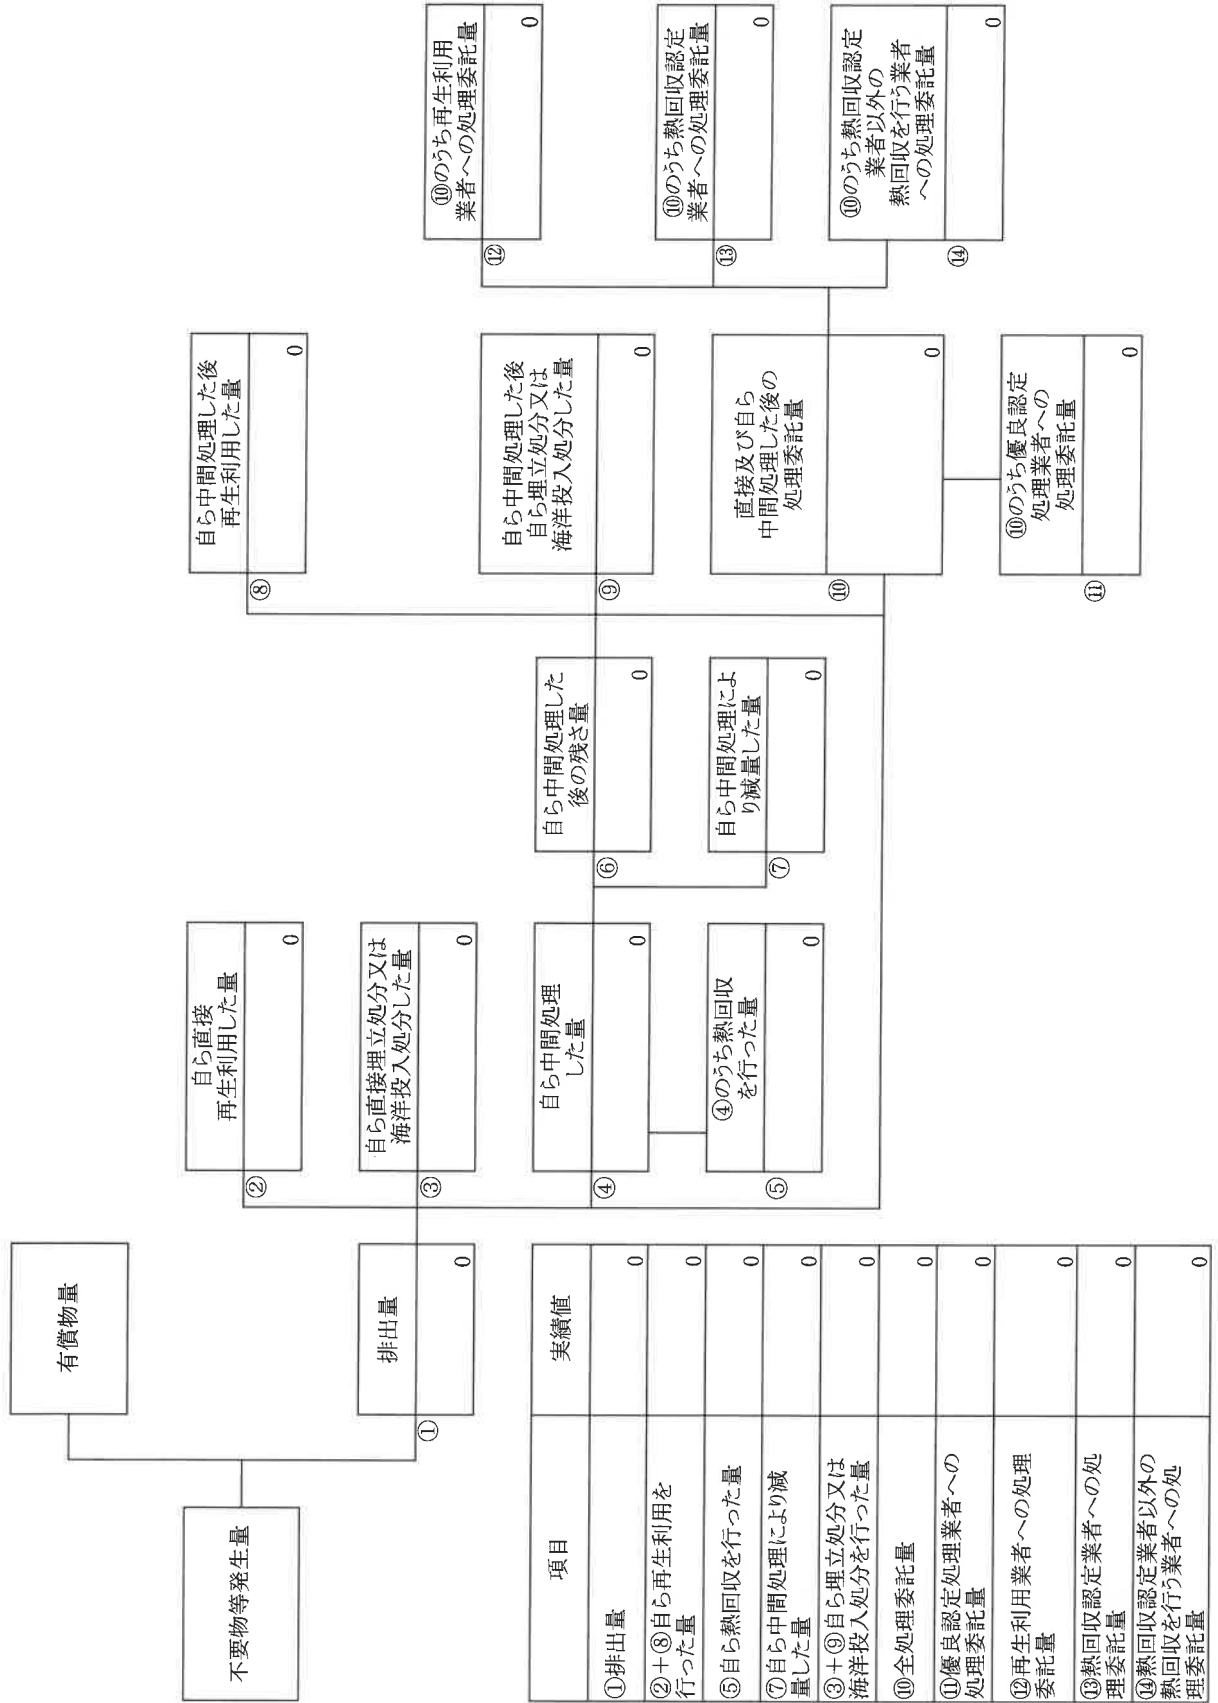 有償物量
不要物等発生量
排出量
0
①
自ら直接
再生利用した量
0
②
自ら直接埋立処分又は
海洋投入処分した量
0
③
自ら中間処理
した量
0
④
④のうち熱回収
を行った量
0
⑤
自ら中間処理した
後の残さ量
0
⑥
自ら中間処理によ
り減量した量
0
⑦
自ら中間処理した後
再生利用した量
0
⑧
自ら中間処理した後
自ら埋立処分又は
海洋投入処分した量
0
⑨
直接及び自ら
中間処理した後の
処理委託量
0
⑩
⑩のうち優良認定
処理業者への
処理委託量
0
⑪
⑩のうち再生利用
業者への処理委託量
0
⑫
⑩のうち熱回収認定
業者への処理委託量
0
⑬
⑩のうち熱回収認定
業者以外の
熱回収を行う業者
への処理委託量
0
⑭
項目
実績値
①排出量
0
②+⑧自ら再生利用を
行った量
0
⑤自ら熱回収を行った量
0
⑦自ら中間処理により減
量した量
0
③+⑨自ら埋立処分又は
海洋投入処分を行った量
0
⑩全処理委託量
0
⑪優良認定処理業者への
処理委託量
0
⑫再生利用業者への処理
委託量
0
⑬熱回収認定業者への処
理委託量
0
⑭熱回収認定業者以外の
熱回収を行う業者への処
理委託量
0